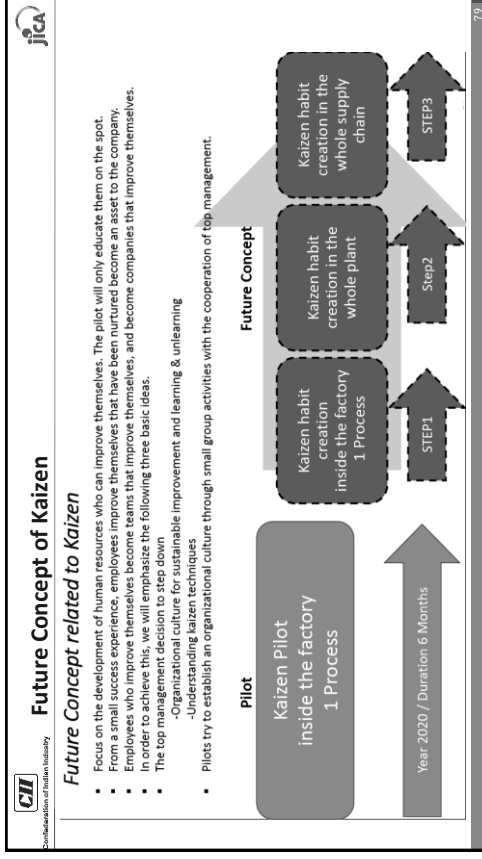 CII
Confederation of Indian Industry
Future Concept of Kaizen
jICA
Future Concept related to Kaizen
▪ Focus on the development of human resources who can improve themselves. The pilot will only educate them on the spot.
▪ From a small success experience, employees improve themselves that have been nurtured become an asset to the company.
▪ Employees who improve themselves become teams that improve themselves, and become companies that improve themselves.
▪ In order to achieve this, we will emphasize the following three basic ideas.
▪ The top management decision to step down
-Organizational culture for sustainable improvement and learning & unlearning
-Understanding kaizen techniques
▪ Pilots try to establish an organizational culture through small group activities with the cooperation of top management.
Pilot
Kaizen Pilot
inside the factory
1 Process
Year 2020 / Duration 6 Months
Future Concept
Kaizen habit
creation
inside the factory
1 Process
STEP1
Kaizen habit
creation in the
whole plant
Step2
Kaizen habit
creation in the
whole supply
chain
STEP3
79